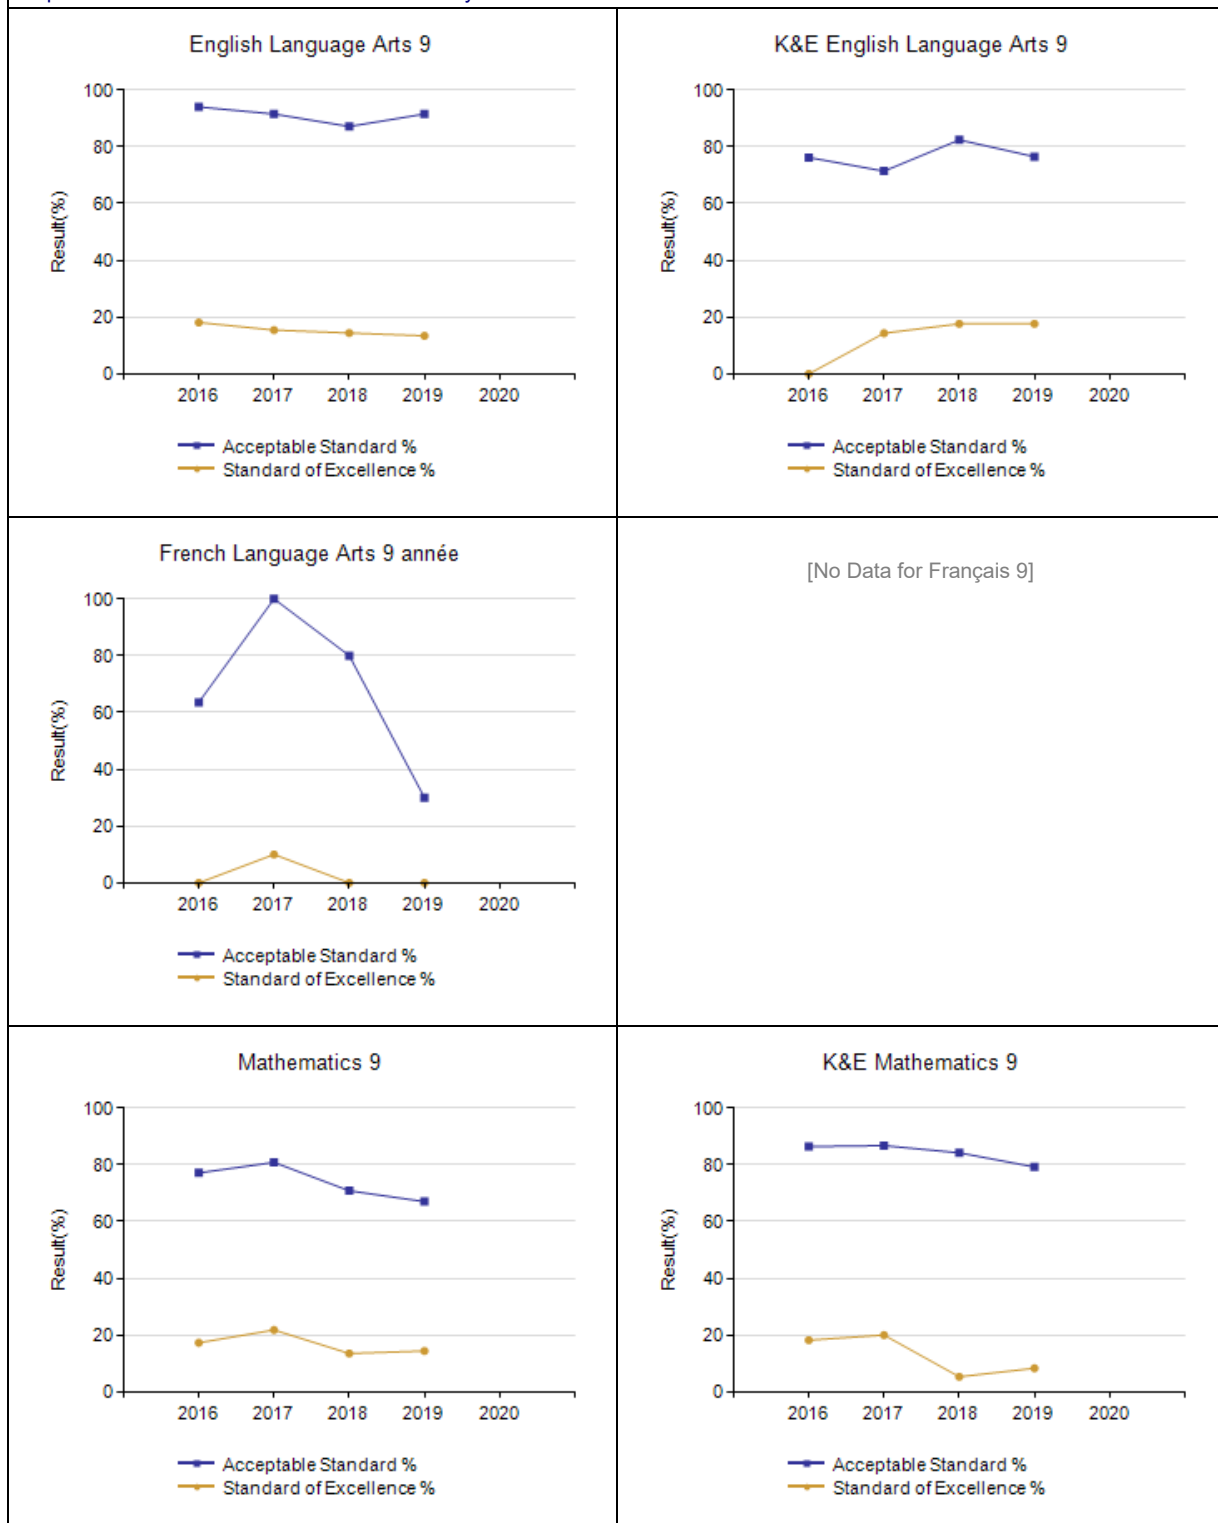 English Language Arts 9
100
80
60
40
20
0
Result(%)
2016 2017 2018 2019 2020
Acceptable Standard %
Standard of Excellence %
K&E English Language Arts 9
100
80
60
40
20
0
Result(%)
2016 2017 2018 2019 2020
Acceptable Standard %
Standard of Excellence %
French Language Arts 9 année
100
80
60
40
20
0
Result(%)
2016 2017 2018 2019 2020
Acceptable Standard %
Standard of Excellence %
[No Data for Français 9]
Mathematics 9
100
80
60
40
20
0
Result(%)
2016 2017 2018 2019 2020
Acceptable Standard %
Standard of Excellence %
K&E Mathematics 9
100
80
60
40
20
0
Result(%)
2016 2017 2018 2019 2020
Acceptable Standard %
Standard of Excellence %